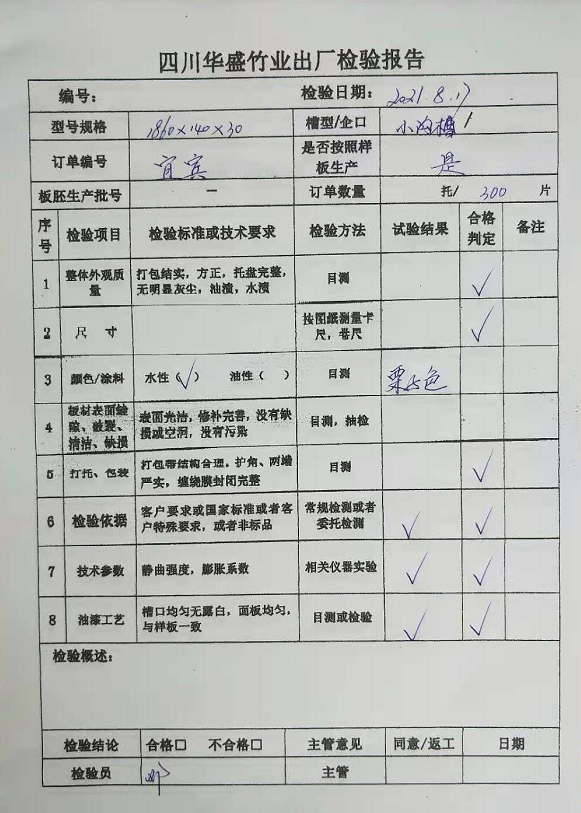 四川华盛竹业出厂检验报告
编号： 检验日期： 2021.8.17
型号规格 1860×140×30 槽型/企口 小沟槽 /
订单编号 宜宾 是否按照样
板生产 是
板胚生产批号 — 订单数量 托/ 300 片
序
号 检验项目 检验标准或技术要求 检验方法 试验结果 合格
判定 备注
1 整体外观质
量 打包结实，方正，托盘完整，
无明显灰尘，油渍，水渍 目测 √
2 尺 寸 按图纸测量卡
尺，卷尺 √
3 颜色/涂料 水性（√） 油性（ ） 目测 色
4 板材表面缝
隙、破裂、
清洁、缺损 表面光洁，修补完善，没有缺
损或空洞，没有污染 目测，抽检
5 打托、包装 打包带结构合理，护角、两端
严实，缠绕膜封闭完整 目测 √
6 检验依据 客户要求或国家标准或者客
户特殊要求，或者非标品 常规检测或者
委托检测 √ √
7 技术参数 静曲强度，膨胀系数 相关仪器实验 √ √
8 油漆工艺 槽口均匀无露白，面板均匀，
与样板一致 目测或检验 √ √
检验概述：
检验结论 合格□ 不合格□ 主管意见 同意/返工 日期
检验员 主管